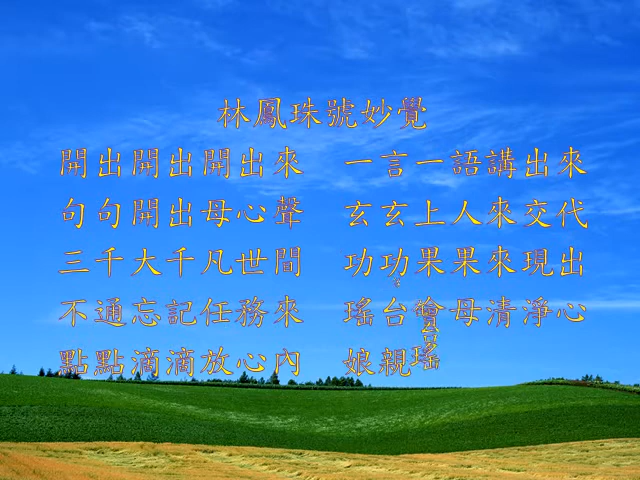 林鳳珠號妙覺
開出開出開出來　一言一語講出來
句句開出母心聲　玄玄上人來交代
三千大千凡世間　功功果果來現出
不通忘記任務來　瑤台會母清淨心
點點滴滴放心內　娘親瑤